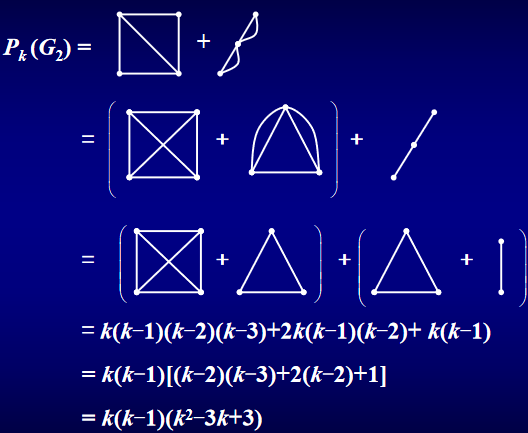 Pₖ(G₂) = +
= ( + ) +
= ( + ) + ( + )
= k(k−1)(k−2)(k−3)+2k(k−1)(k−2)+ k(k−1)
= k(k−1)[(k−2)(k−3)+2(k−2)+1]
= k(k−1)(k²−3k+3)